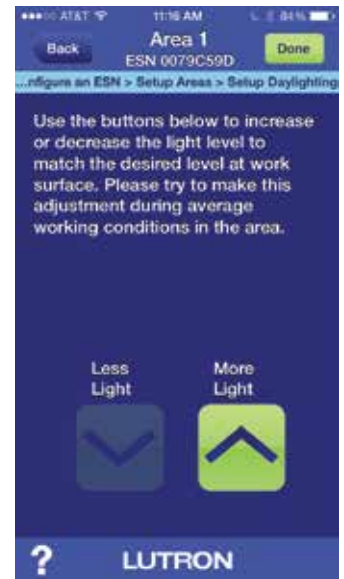 AT&T 11:16 AM 84%
Back Area 1 Done
ESN 0079C59D
...nfigure an ESN > Setup Areas > Setup Daylighting
Use the buttons below to increase
or decrease the light level to
match the desired level at work
surface. Please try to make this
adjustment during average
working conditions in the area.
Less More
Light Light
? LUTRON